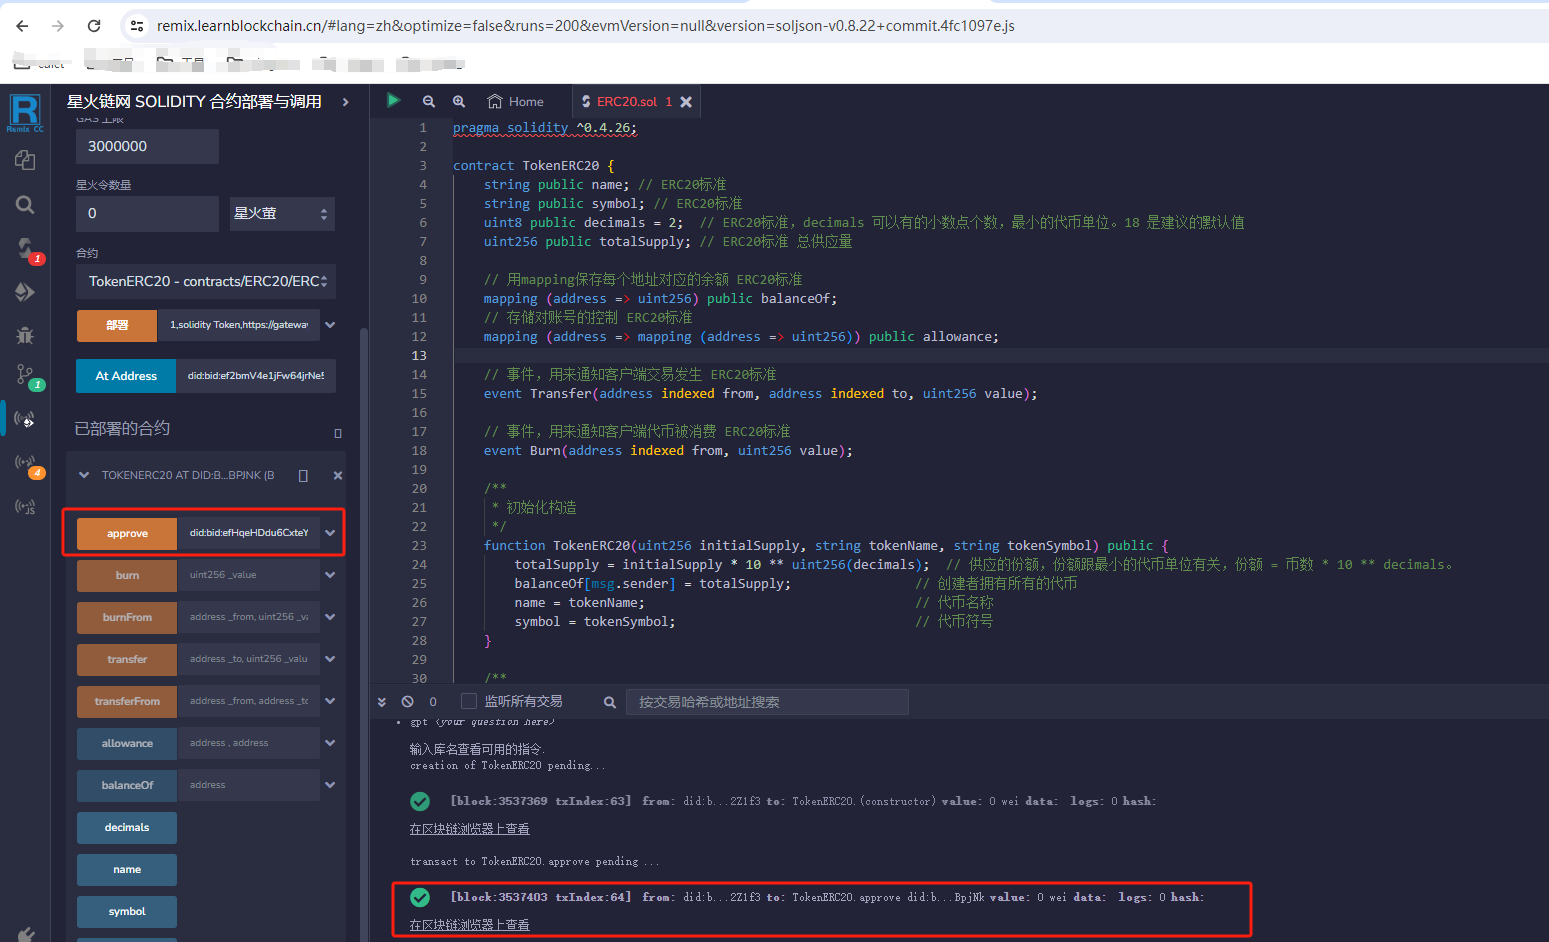 remix.learnblockchain.cn/#lang=zh&optimize=false&runs=200&evmVersion=null&version=soljson-v0.8.22+commit.4fc1097e.js
R
Remix CC
星火链网 SOLIDITY 合约部署与调用
GAS 上限
3000000
星火令数量
0
星火萤
合约
TokenERC20 - contracts/ERC20/ERC
部署
1,solidity Token,https://gatewa
At Address
did:bid:ef2bmV4e1jFw64jrNe5
已部署的合约
TOKENERC20 AT DID:B...BPJNK (B
approve
did:bid:efHqeHDdu6CxteY
burn
uint256 _value
burnFrom
address _from, uint256 _va
transfer
address _to, uint256 _valu
transferFrom
address _from, address _to
allowance
address , address
balanceOf
address
decimals
name
symbol
1
1
4
JS
Home
ERC20.sol 1
1 pragma solidity ^0.4.26;
2
3 contract TokenERC20 {
4 string public name; // ERC20标准
5 string public symbol; // ERC20标准
6 uint8 public decimals = 2;  // ERC20标准，decimals 可以有的小数点个数，最小的代币单位。18 是建议的默认值
7 uint256 public totalSupply; // ERC20标准 总供应量
8
9 // 用mapping保存每个地址对应的余额 ERC20标准
10 mapping (address => uint256) public balanceOf;
11 // 存储对账号的控制 ERC20标准
12 mapping (address => mapping (address => uint256)) public allowance;
13
14 // 事件，用来通知客户端交易发生 ERC20标准
15 event Transfer(address indexed from, address indexed to, uint256 value);
16
17 // 事件，用来通知客户端代币被消费 ERC20标准
18 event Burn(address indexed from, uint256 value);
19
20 /**
21 * 初始化构造
22 */
23 function TokenERC20(uint256 initialSupply, string tokenName, string tokenSymbol) public {
24 totalSupply = initialSupply * 10 ** uint256(decimals);  // 供应的份额，份额跟最小的代币单位有关，份额 = 币数 * 10 ** decimals。
25 balanceOf[msg.sender] = totalSupply; // 创建者拥有所有的代币
26 name = tokenName; // 代币名称
27 symbol = tokenSymbol; // 代币符号
28 }
29
30 /**
0
监听所有交易
按交易哈希或地址搜索
• gpt <your question here>
输入库名查看可用的指令.
creation of TokenERC20 pending...
[block:3537369 txIndex:63] from: did:b...2Z1f3 to: TokenERC20.(constructor) value: 0 wei data: logs: 0 hash:
在区块链浏览器上查看
transact to TokenERC20.approve pending ...
[block:3537403 txIndex:64] from: did:b...2Z1f3 to: TokenERC20.approve did:b...BpjNk value: 0 wei data: logs: 0 hash:
在区块链浏览器上查看